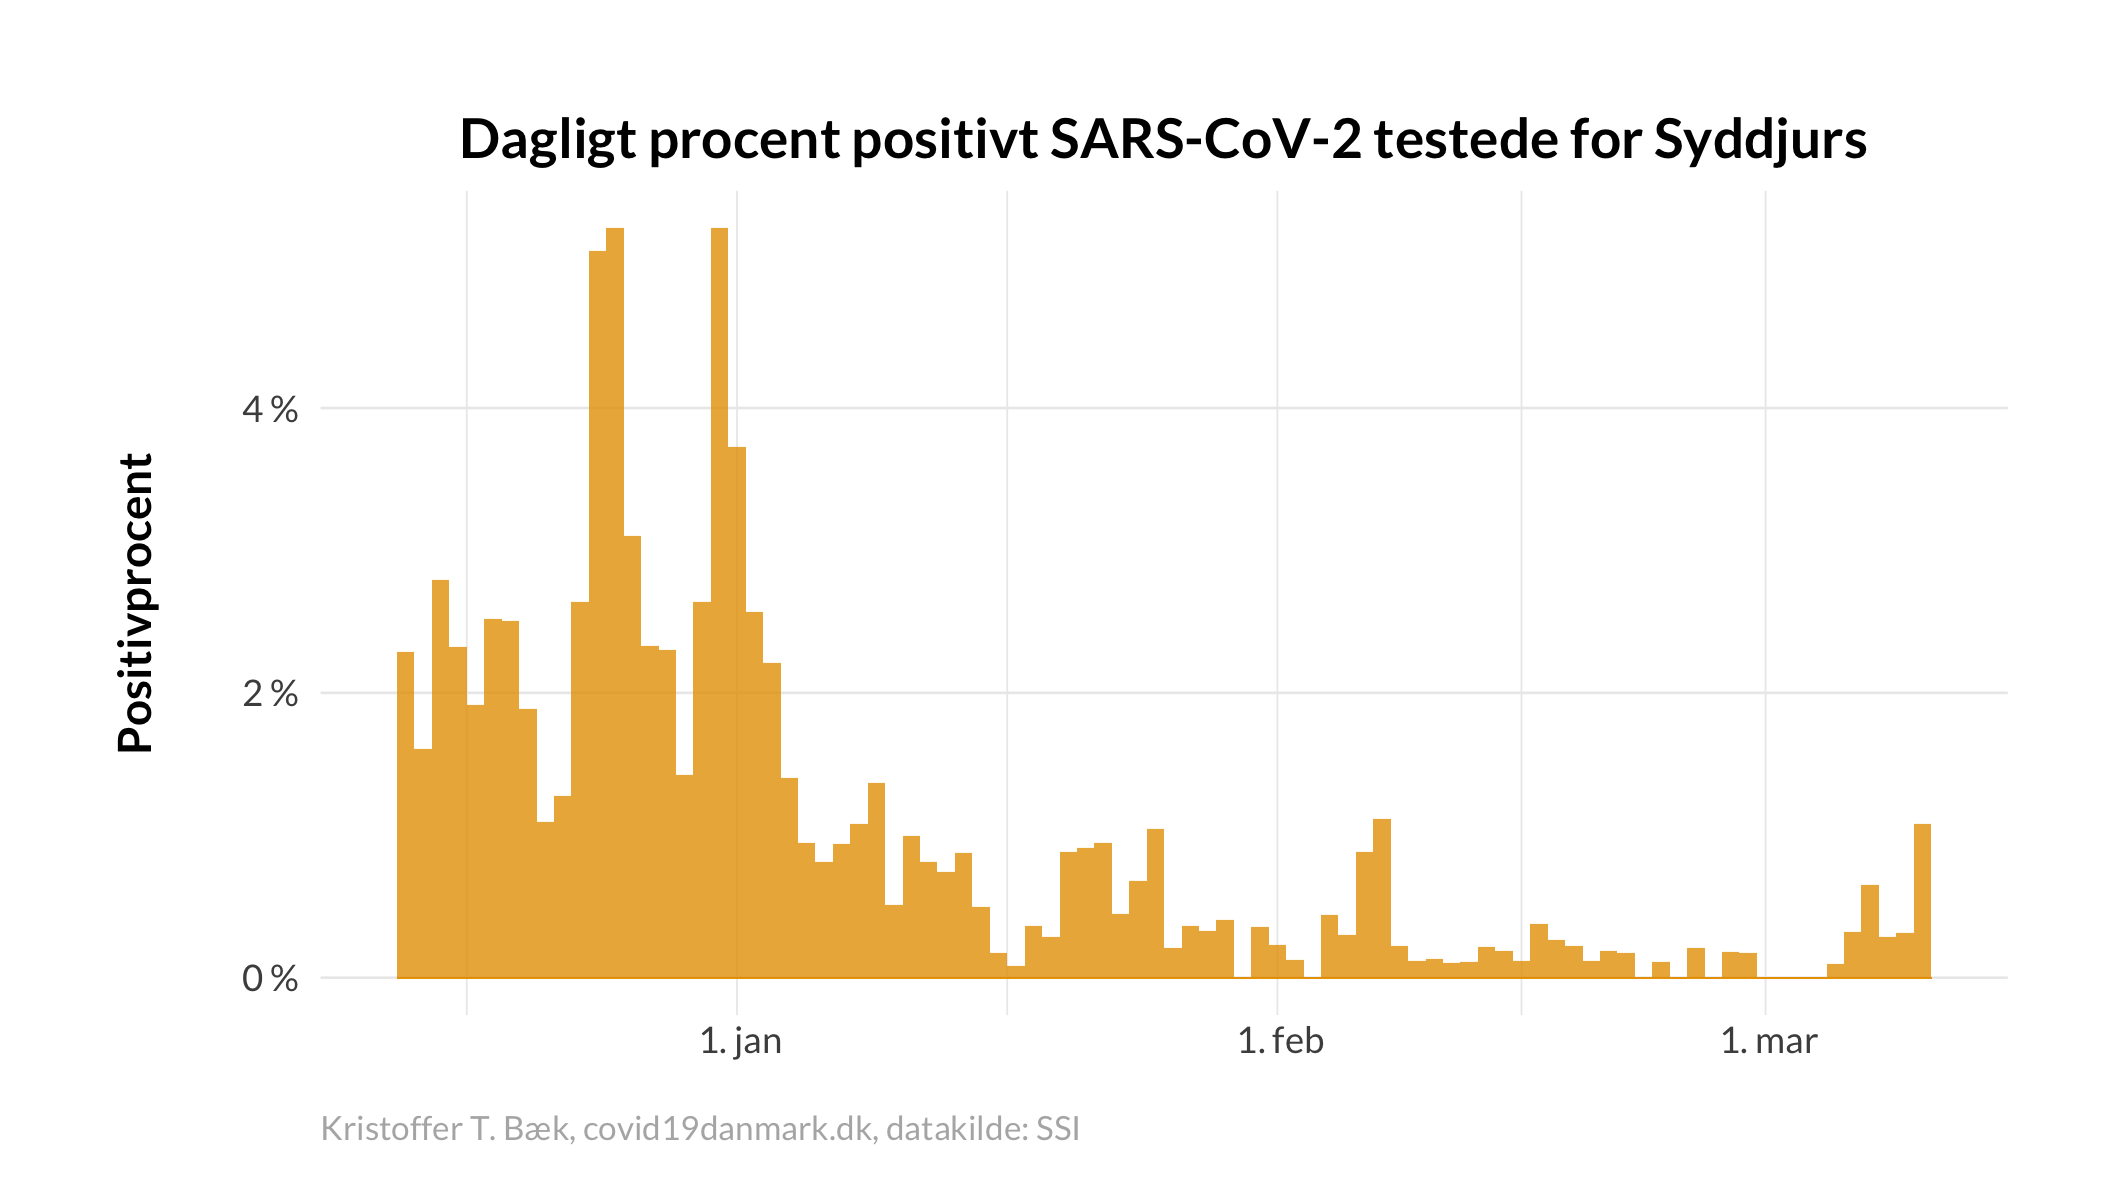 Dagligt procent positivt SARS-CoV-2 testede for Syddjurs
Positivprocent
4 %
2 %
0 %
1. jan
1. feb
1. mar
Kristoffer T. Bæk, covid19danmark.dk, datakilde: SSI